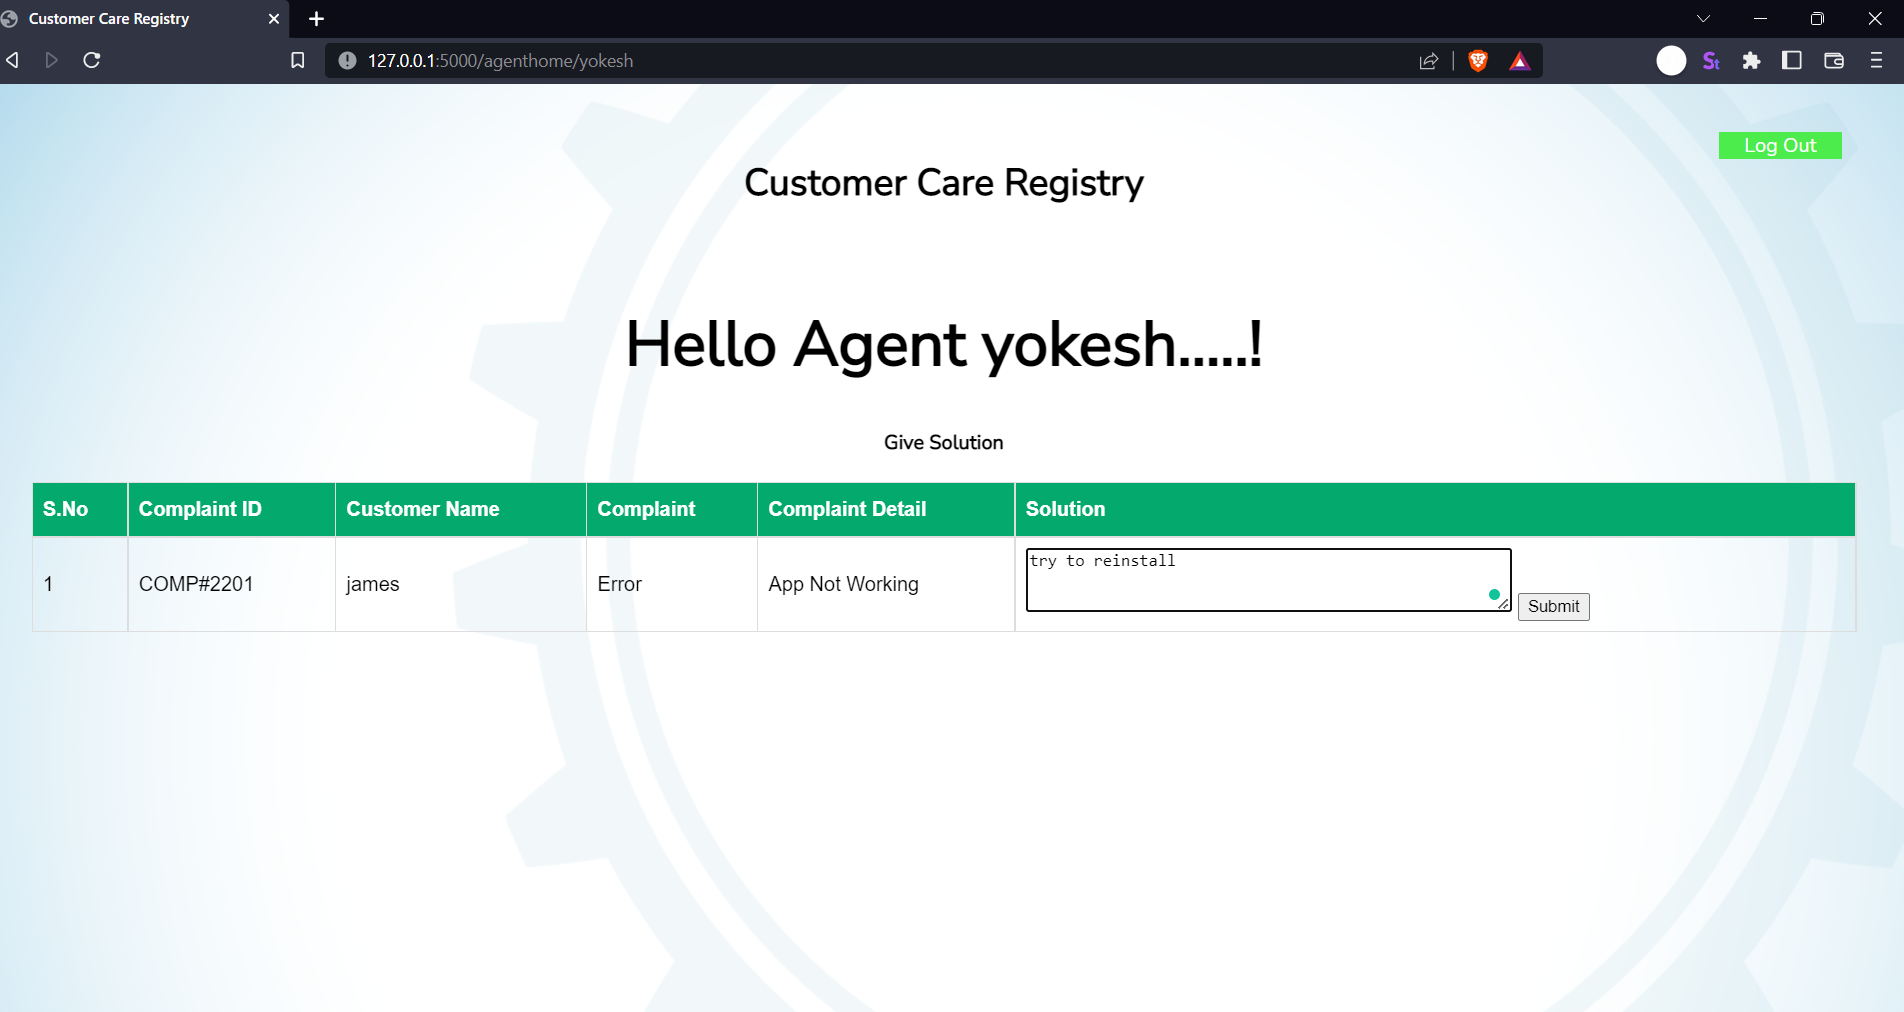 Customer Care Registry
127.0.0.1:5000/agenthome/yokesh
St
Log Out
Customer Care Registry
Hello Agent yokesh.....!
Give Solution
S.No Complaint ID Customer Name Complaint Complaint Detail Solution
1 COMP#2201 james Error App Not Working try to reinstall Submit